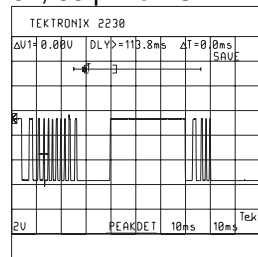 TEKTRONIX 2230
ΔV1= 0.00V DLY>=113.8ms ΔT=0.0ms
SAVE
T
Tek
2V PEAKDET 10ms 10ms